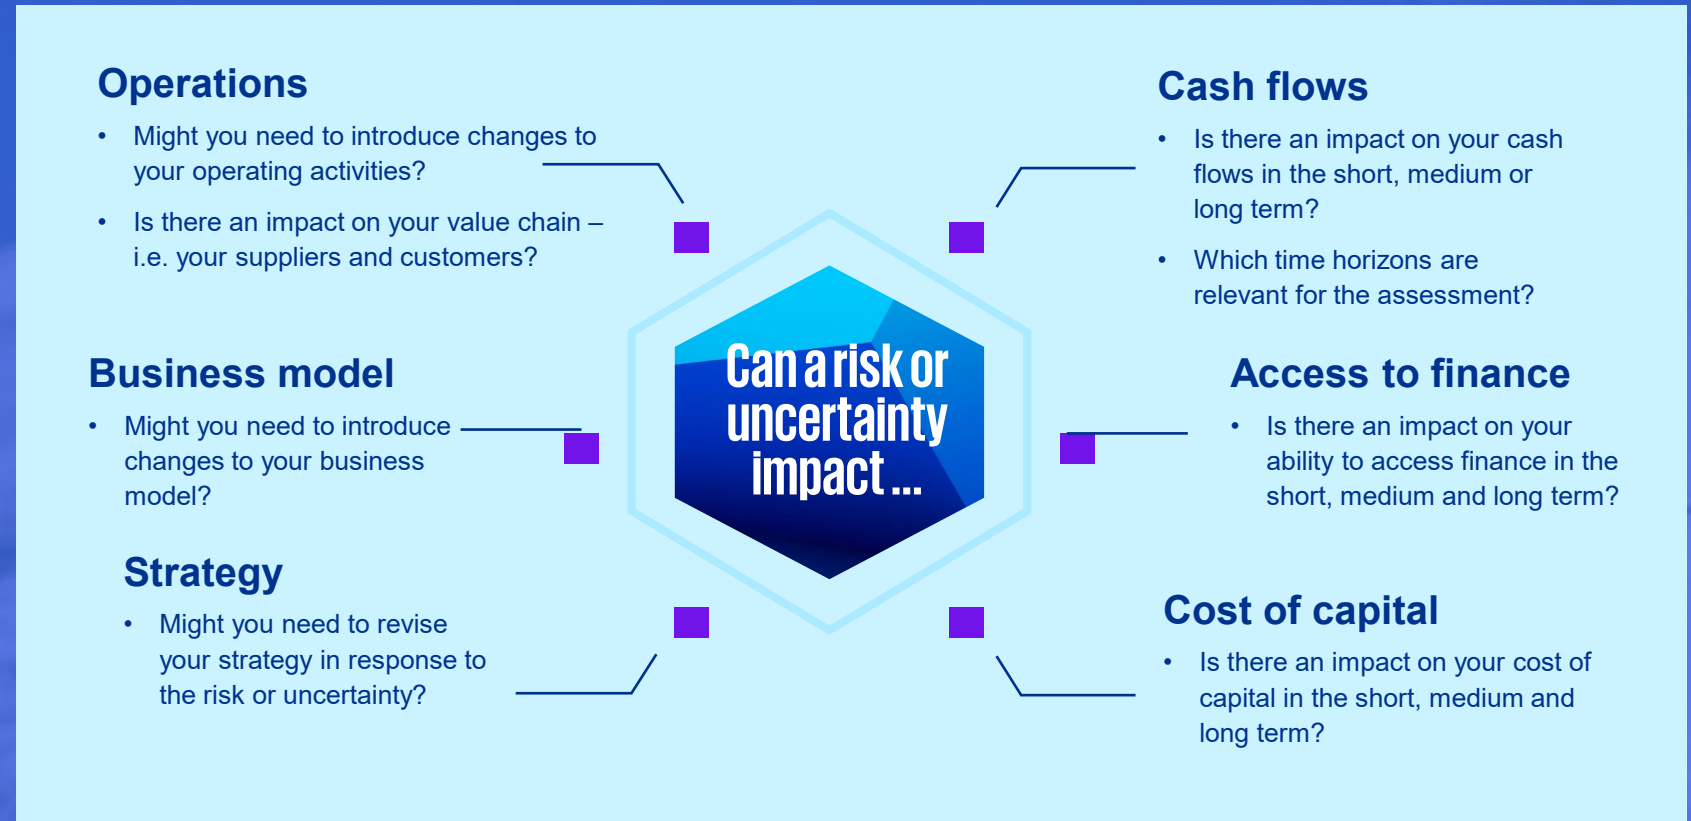 Operations
• Might you need to introduce changes to
your operating activities?
• Is there an impact on your value chain –
i.e. your suppliers and customers?
Business model
• Might you need to introduce
changes to your business
model?
Strategy
• Might you need to revise
your strategy in response to
the risk or uncertainty?
Can a risk or
uncertainty
impact ...
Cash flows
• Is there an impact on your cash
flows in the short, medium or
long term?
• Which time horizons are
relevant for the assessment?
Access to finance
• Is there an impact on your
ability to access finance in the
short, medium and long term?
Cost of capital
• Is there an impact on your cost of
capital in the short, medium and
long term?